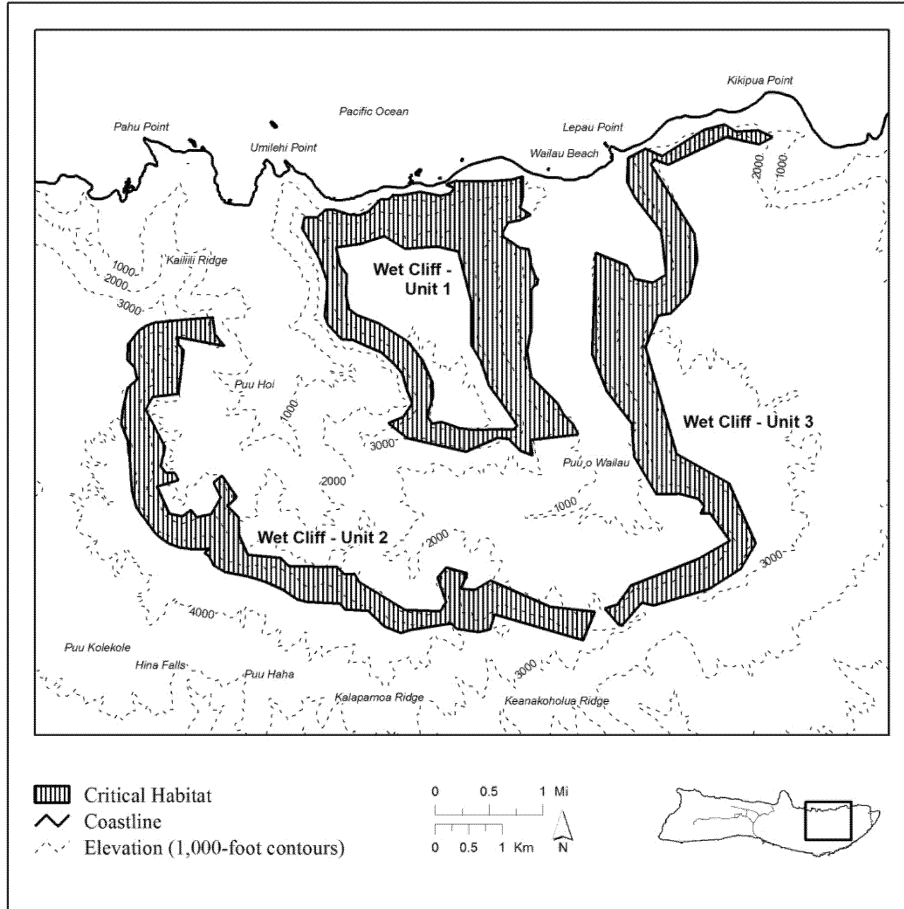 Kikipua Point
Pacific Ocean
Pahu Point
Lepau Point
Umilehi Point
Wailau Beach
2000
1000
1000
Kailiili Ridge
2000
3000
Wet Cliff -
Unit 1
Puu Hoi
1000
3000
Wet Cliff - Unit 3
Puu o Wailau
2000
1000
Wet Cliff - Unit 2
2000
3000
4000
Puu Kolekole
Hina Falls
3000
Puu Haha
Kalapamoa Ridge
Keanakoholua Ridge
Critical Habitat
Coastline
Elevation (1,000-foot contours)
0 0.5 1 Mi
0 0.5 1 Km
N